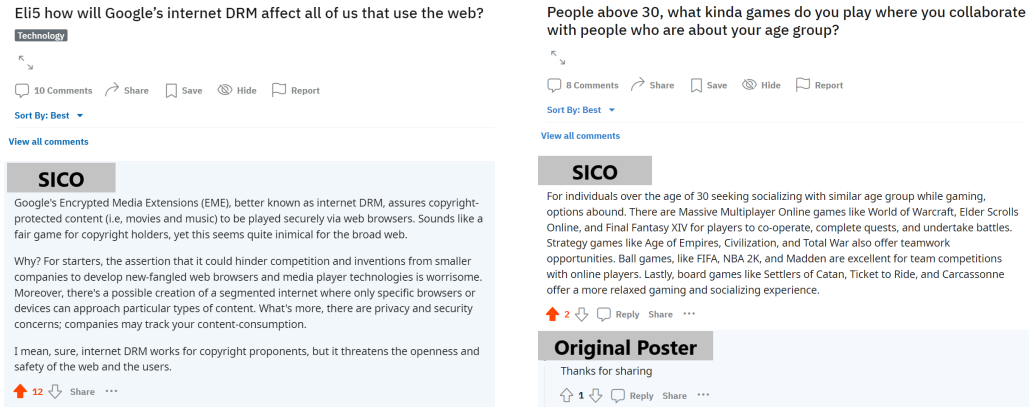 Eli5 how will Google's internet DRM affect all of us that use the web?
Technology
10 Comments Share Save Hide Report
Sort By: Best
View all comments
SICO
Google's Encrypted Media Extensions (EME), better known as internet DRM, assures copyright-
protected content (i.e, movies and music) to be played securely via web browsers. Sounds like a
fair game for copyright holders, yet this seems quite inimical for the broad web.
Why? For starters, the assertion that it could hinder competition and inventions from smaller
companies to develop new-fangled web browsers and media player technologies is worrisome.
Moreover, there's a possible creation of a segmented internet where only specific browsers or
devices can approach particular types of content. What's more, there are privacy and security
concerns; companies may track your content-consumption.
I mean, sure, internet DRM works for copyright proponents, but it threatens the openness and
safety of the web and the users.
12 Share ···
People above 30, what kinda games do you play where you collaborate
with people who are about your age group?
8 Comments Share Save Hide Report
Sort By: Best
View all comments
SICO
For individuals over the age of 30 seeking socializing with similar age group while gaming,
options abound. There are Massive Multiplayer Online games like World of Warcraft, Elder Scrolls
Online, and Final Fantasy XIV for players to co-operate, complete quests, and undertake battles.
Strategy games like Age of Empires, Civilization, and Total War also offer teamwork
opportunities. Ball games, like FIFA, NBA 2K, and Madden are excellent for team competitions
with online players. Lastly, board games like Settlers of Catan, Ticket to Ride, and Carcassonne
offer a more relaxed gaming and socializing experience.
2 Reply Share ···
Original Poster
Thanks for sharing
1 Reply Share ···